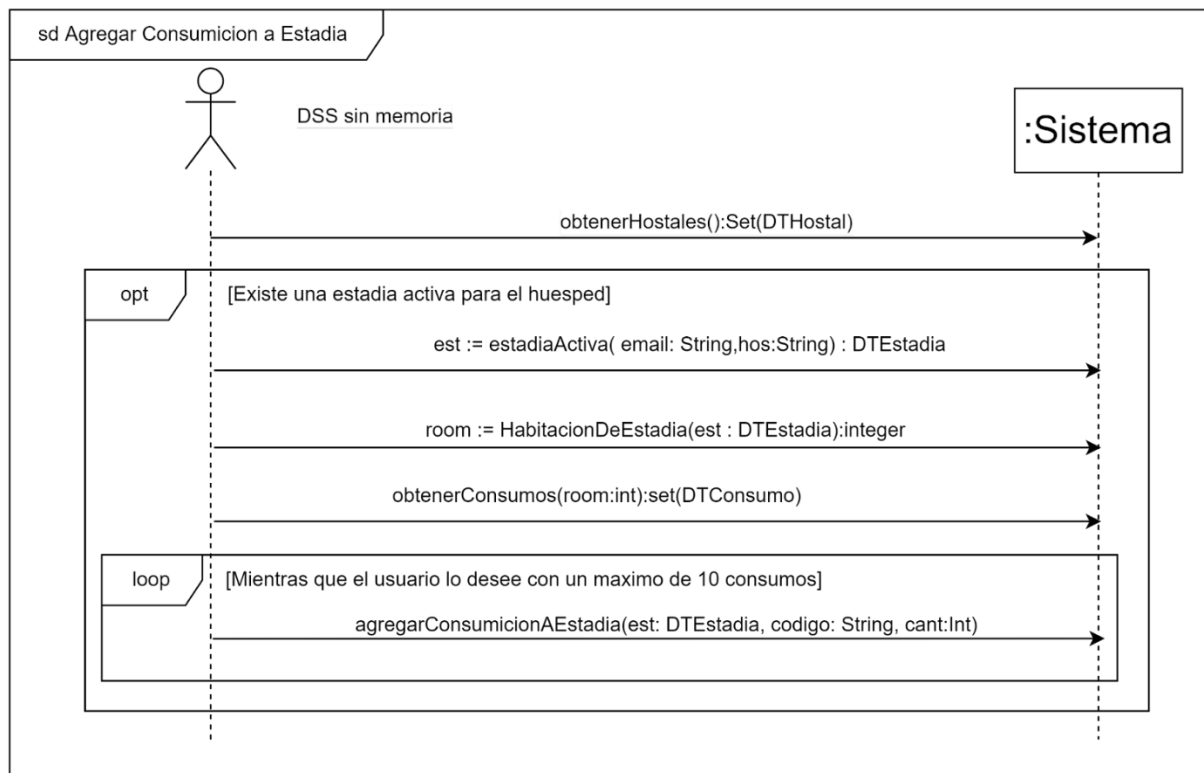 sd Agregar Consumicion a Estadia
DSS sin memoria
:Sistema
obtenerHostales():Set(DTHostal)
opt
[Existe una estadia activa para el huesped]
est := estadiaActiva( email: String,hos:String) : DTEstadia
room := HabitacionDeEstadia(est : DTEstadia):integer
obtenerConsumos(room:int):set(DTConsumo)
loop
[Mientras que el usuario lo desee con un maximo de 10 consumos]
agregarConsumicionAEstadia(est: DTEstadia, codigo: String, cant:Int)